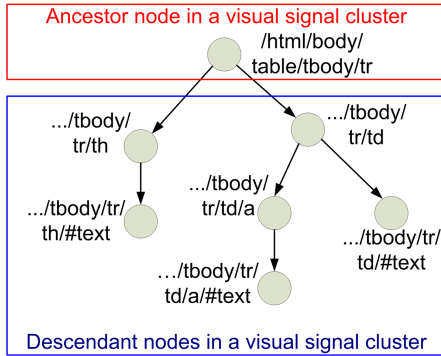 Ancestor node in a visual signal cluster
/html/body/
table/tbody/tr
.../tbody/
tr/th
.../tbody/
tr/td
.../tbody/tr/
th/#text
.../tbody/
tr/td/a
.../tbody/tr/
td/#text
.../tbody/tr/
td/a/#text
Descendant nodes in a visual signal cluster